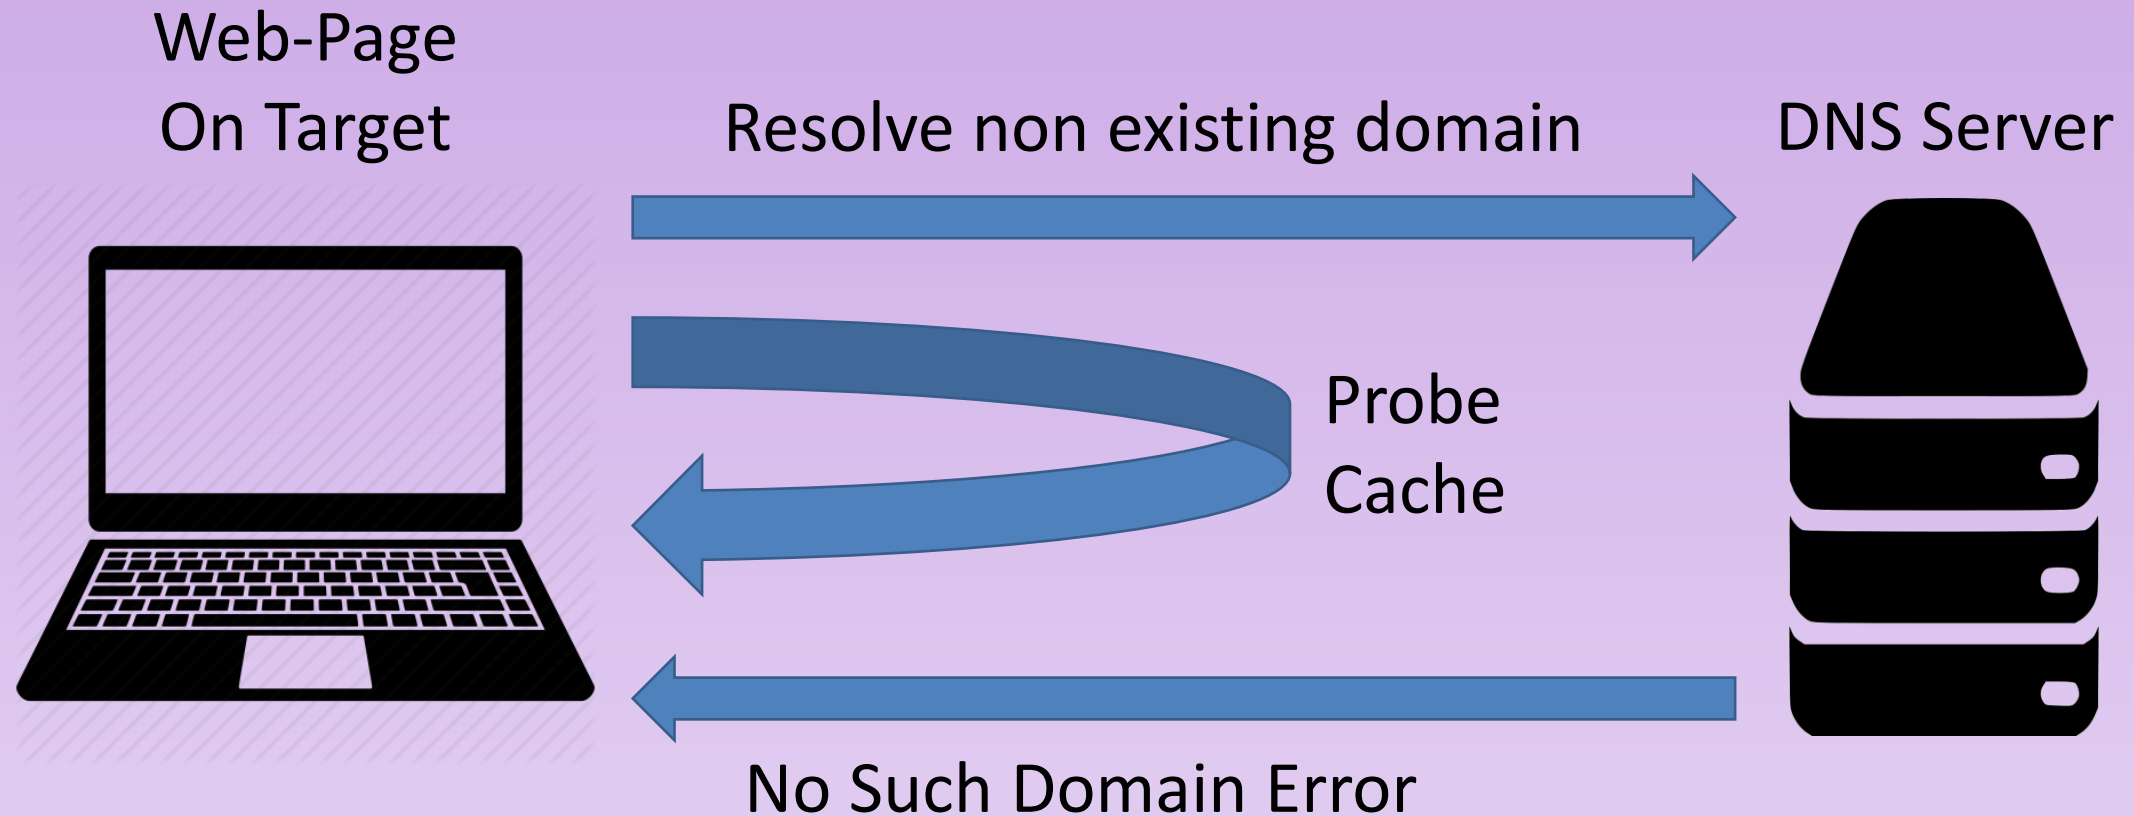 Web-Page
On Target
Resolve non existing domain
DNS Server
Probe
Cache
No Such Domain Error